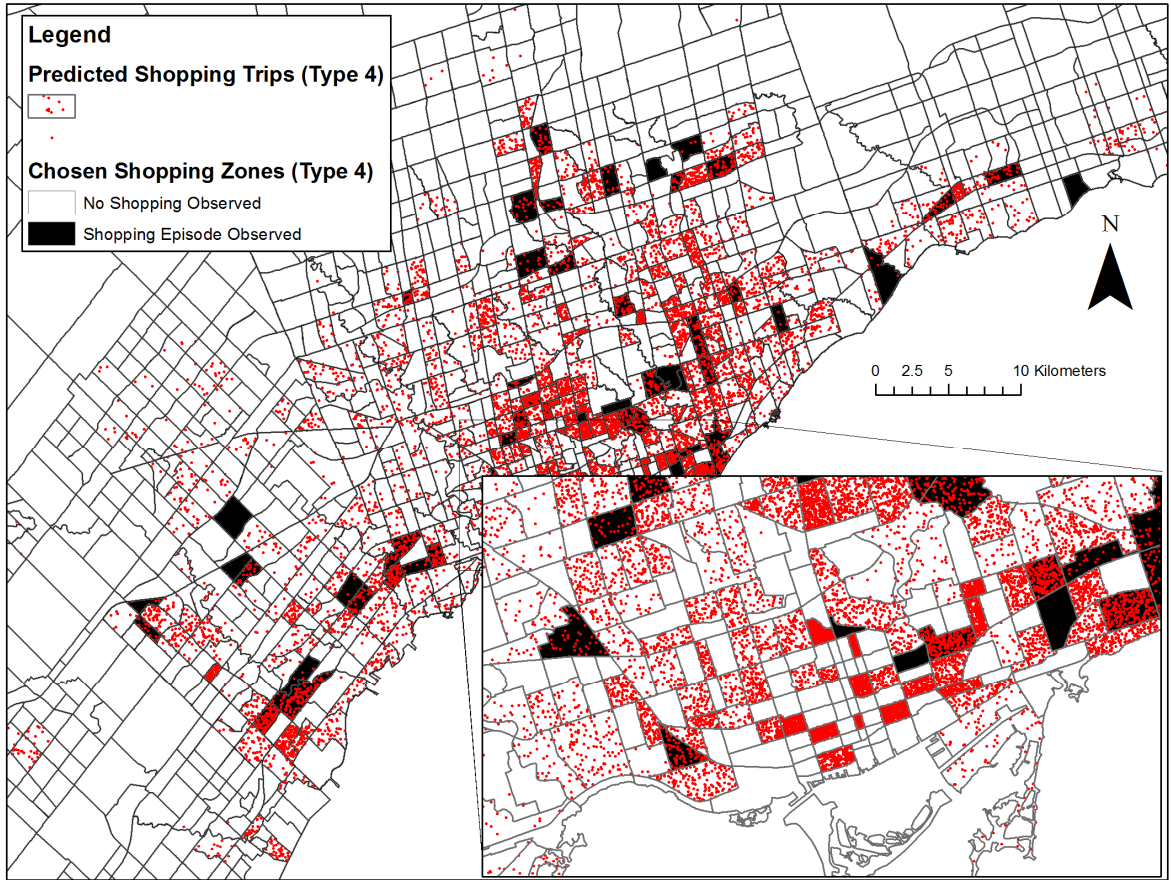 Legend
Predicted Shopping Trips (Type 4)
Chosen Shopping Zones (Type 4)
No Shopping Observed
Shopping Episode Observed
N
0 2.5 5 10 Kilometers